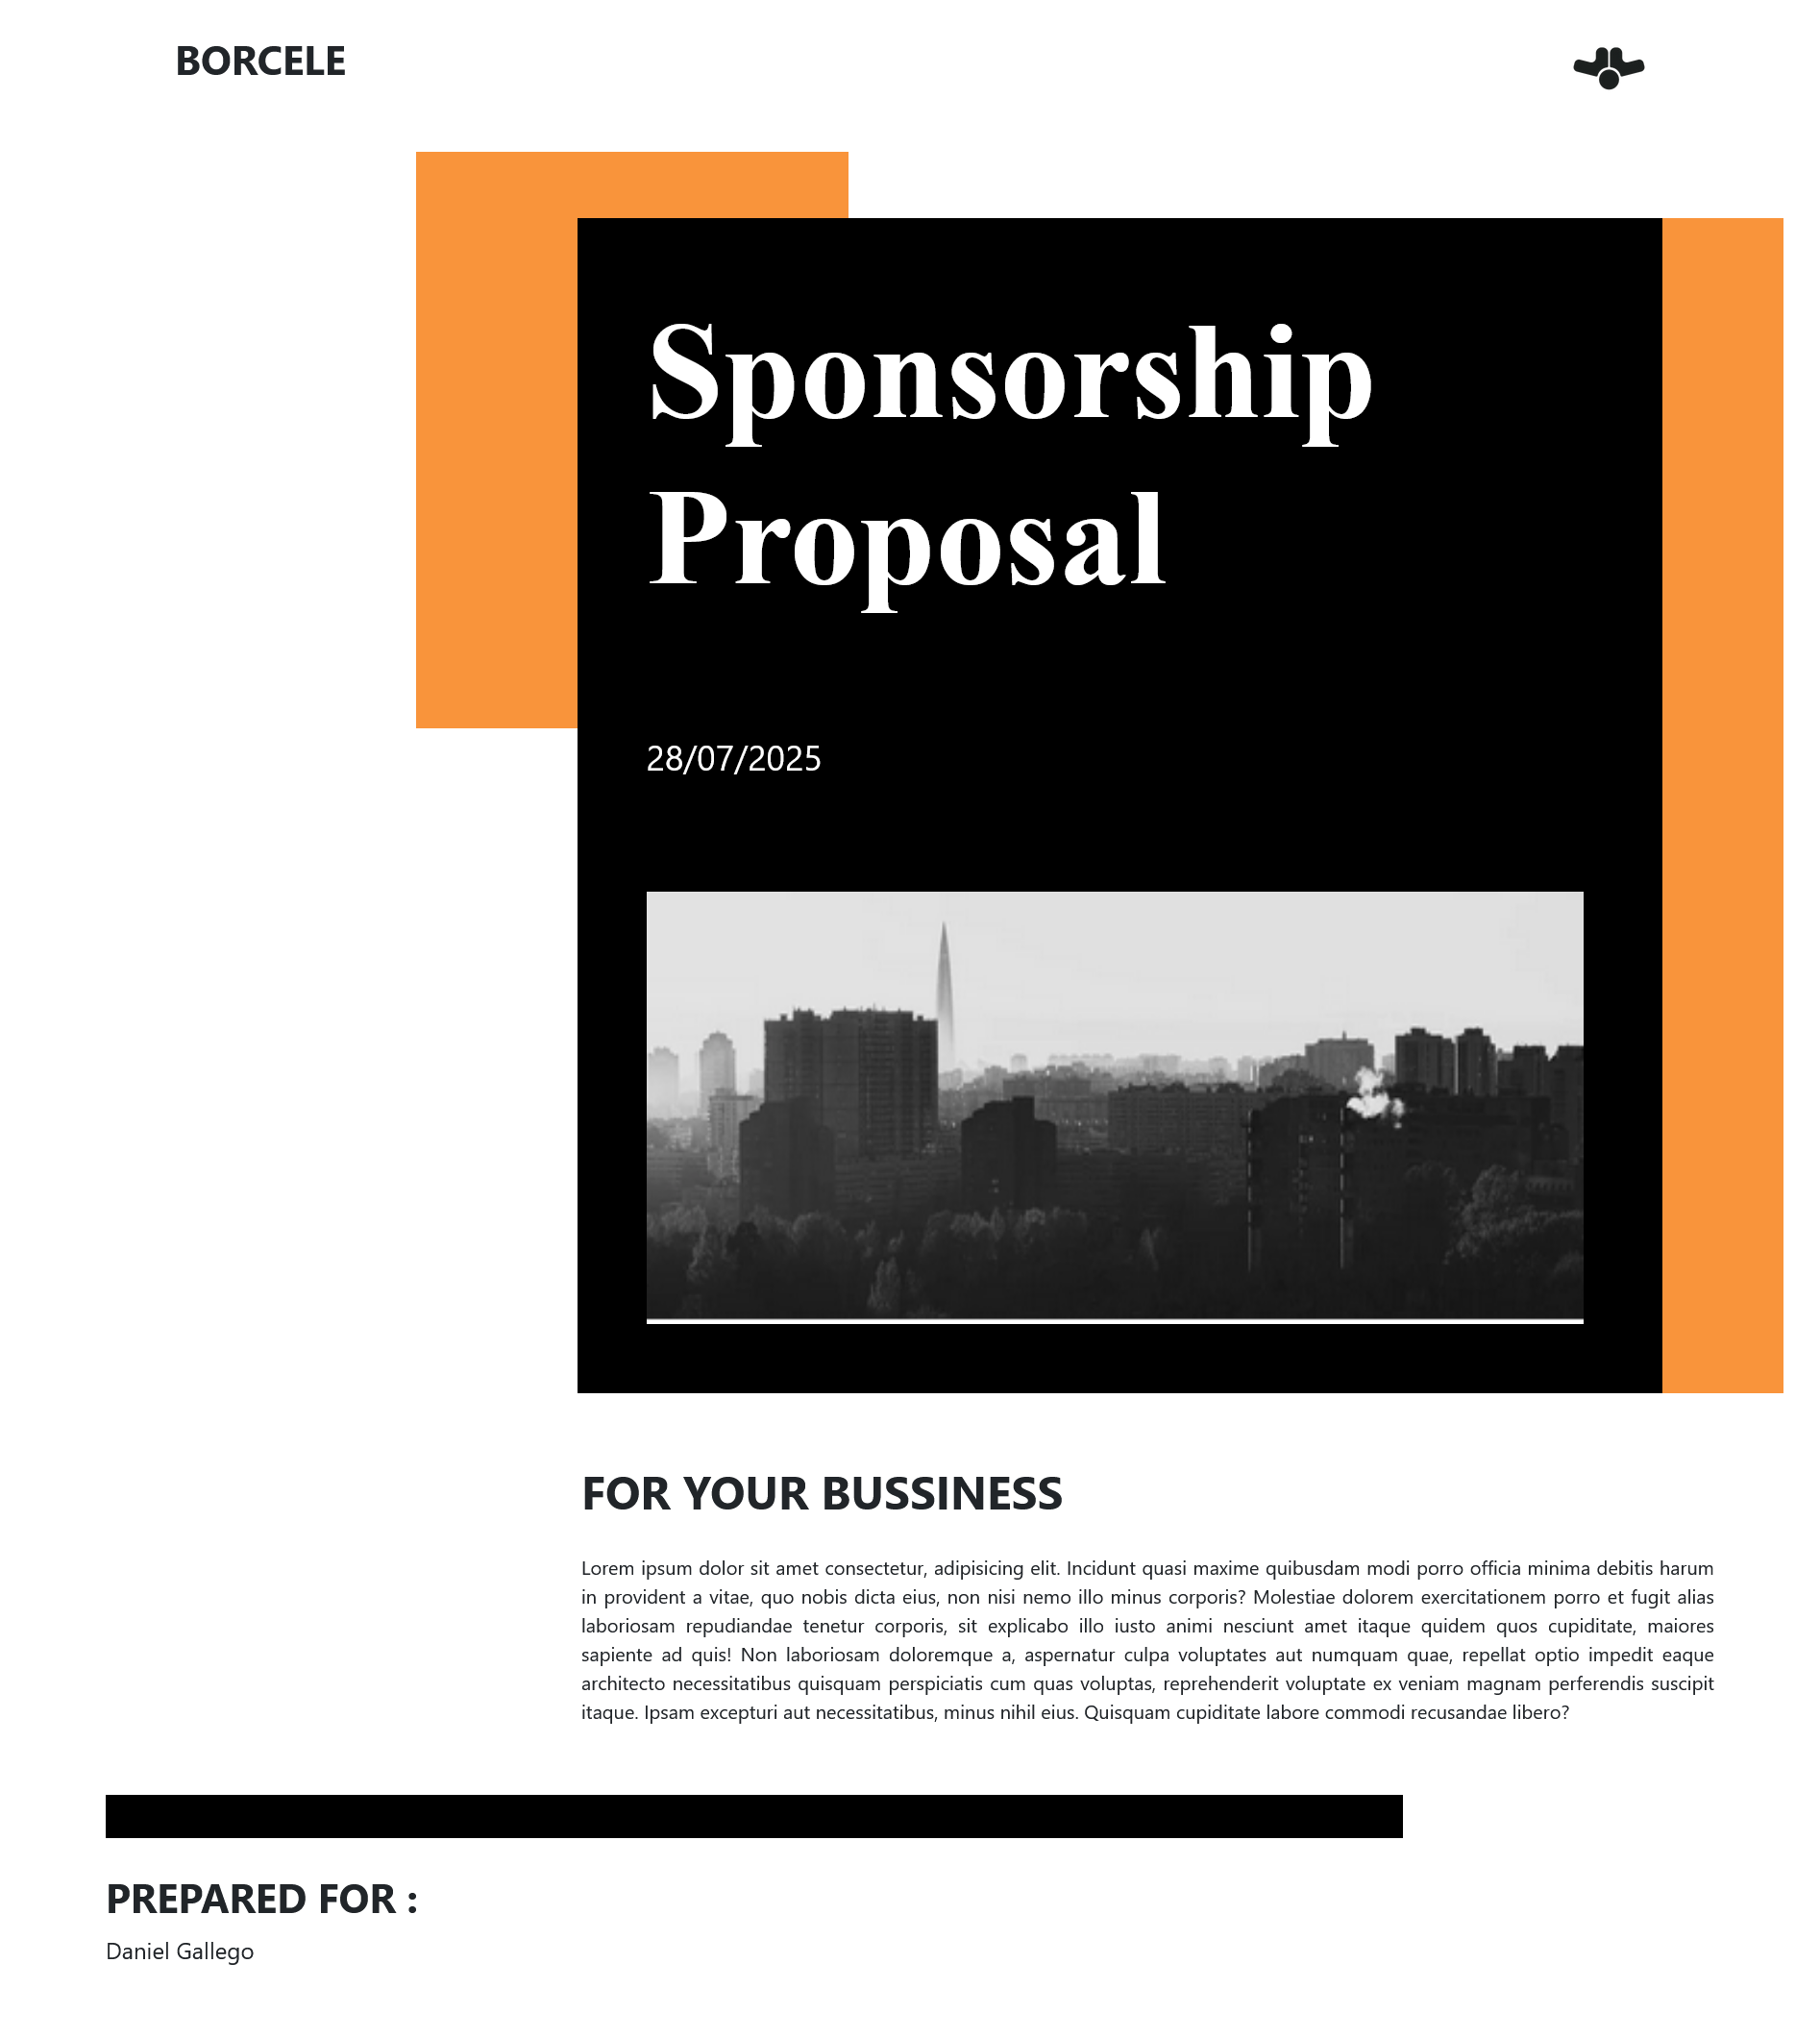 BORCELE
Sponsorship
Proposal
28/07/2025
FOR YOUR BUSSINESS
Lorem ipsum dolor sit amet consectetur, adipisicing elit. Incidunt quasi maxime quibusdam modi porro officia minima debitis harum
in provident a vitae, quo nobis dicta eius, non nisi nemo illo minus corporis? Molestiae dolorem exercitationem porro et fugit alias
laboriosam repudiandae tenetur corporis, sit explicabo illo iusto animi nesciunt amet itaque quidem quos cupiditate, maiores
sapiente ad quis! Non laboriosam doloremque a, aspernatur culpa voluptates aut numquam quae, repellat optio impedit eaque
architecto necessitatibus quisquam perspiciatis cum quas voluptas, reprehenderit voluptate ex veniam magnam perferendis suscipit
itaque. Ipsam excepturi aut necessitatibus, minus nihil eius. Quisquam cupiditate labore commodi recusandae libero?
PREPARED FOR :
Daniel Gallego